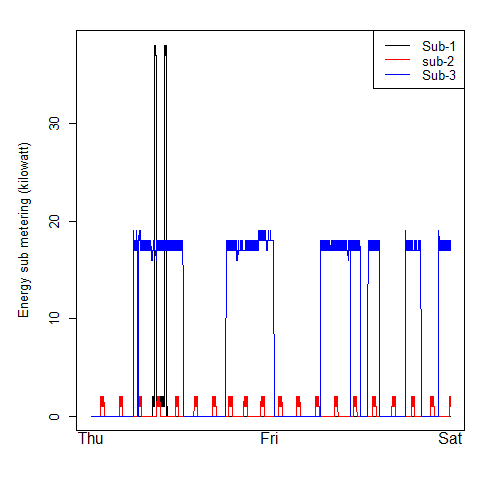 Sub-1
sub-2
Sub-3
Energy sub metering (kilowatt)
30
20
10
0
Thu Fri Sat